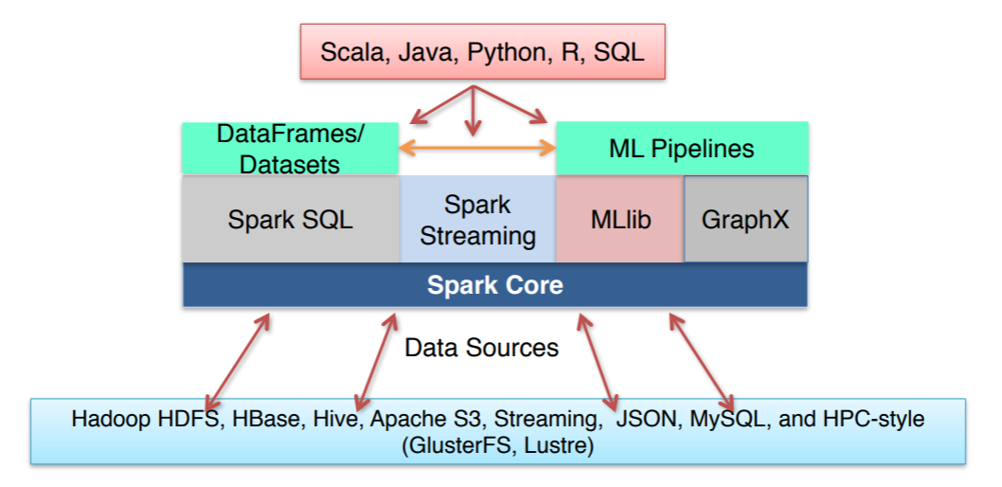 Scala, Java, Python, R, SQL
DataFrames/
Datasets
ML Pipelines
Spark SQL
Spark
Streaming
MLlib
GraphX
Spark Core
Data Sources
Hadoop HDFS, HBase, Hive, Apache S3, Streaming, JSON, MySQL, and HPC-style
(GlusterFS, Lustre)